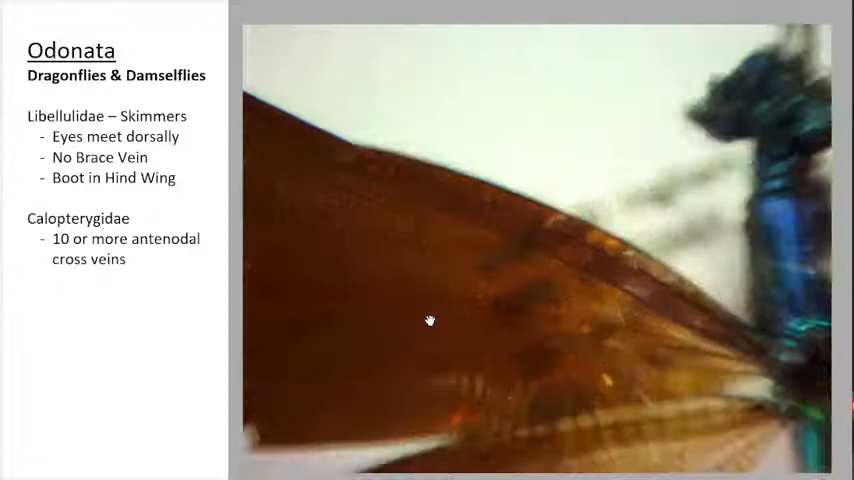 Odonata
Dragonflies & Damselflies
Libellulidae – Skimmers
- Eyes meet dorsally
- No Brace Vein
- Boot in Hind Wing
Calopterygidae
- 10 or more antenodal
cross veins